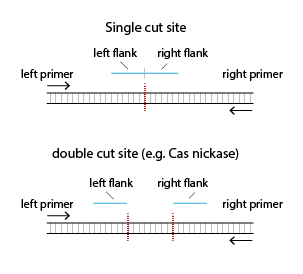 Single cut site
left flank right flank
left primer right primer
double cut site (e.g. Cas nickase)
left flank right flank
left primer right primer